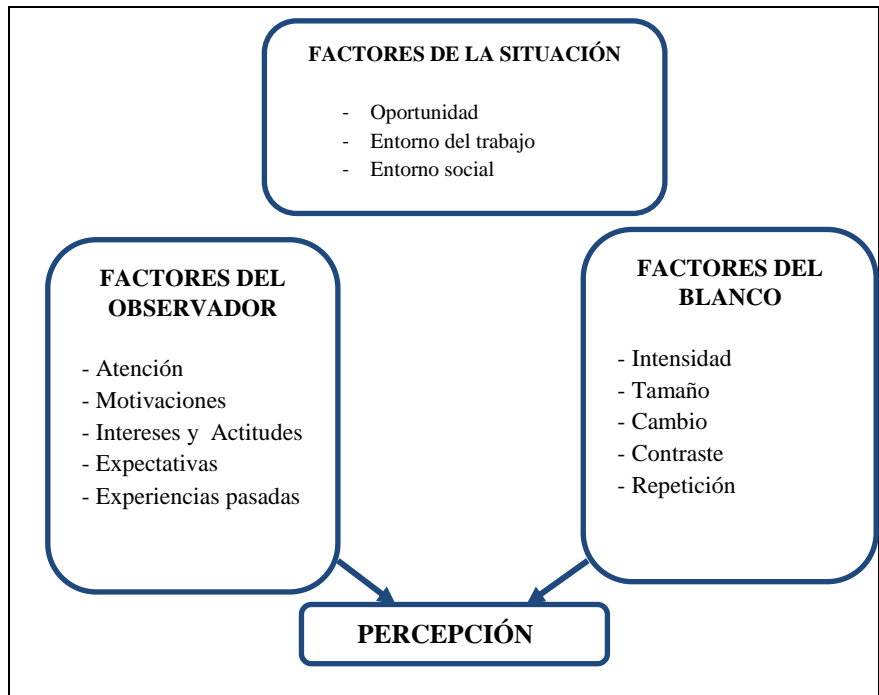 FACTORES DE LA SITUACIÓN
- Oportunidad
- Entorno del trabajo
- Entorno social
FACTORES DEL
OBSERVADOR
- Atención
- Motivaciones
- Intereses y Actitudes
- Expectativas
- Experiencias pasadas
FACTORES DEL
BLANCO
- Intensidad
- Tamaño
- Cambio
- Contraste
- Repetición
PERCEPCIÓN